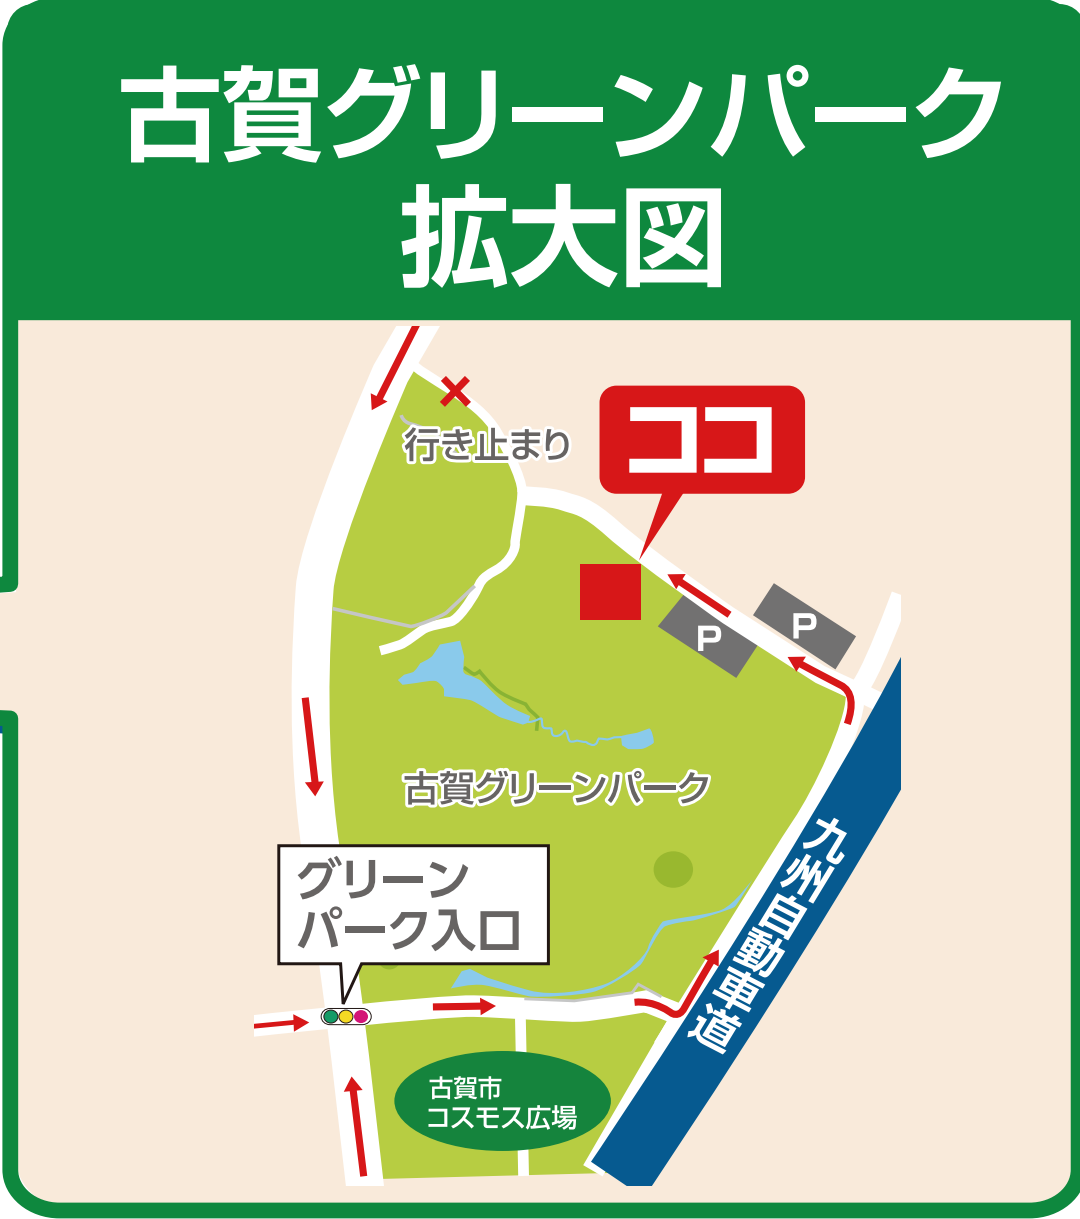 古賀グリーンパーク
拡大図
行き止まり
ココ
P
P
古賀グリーンパーク
九州自動車道
グリーン
パーク入口
古賀市
コスモス広場